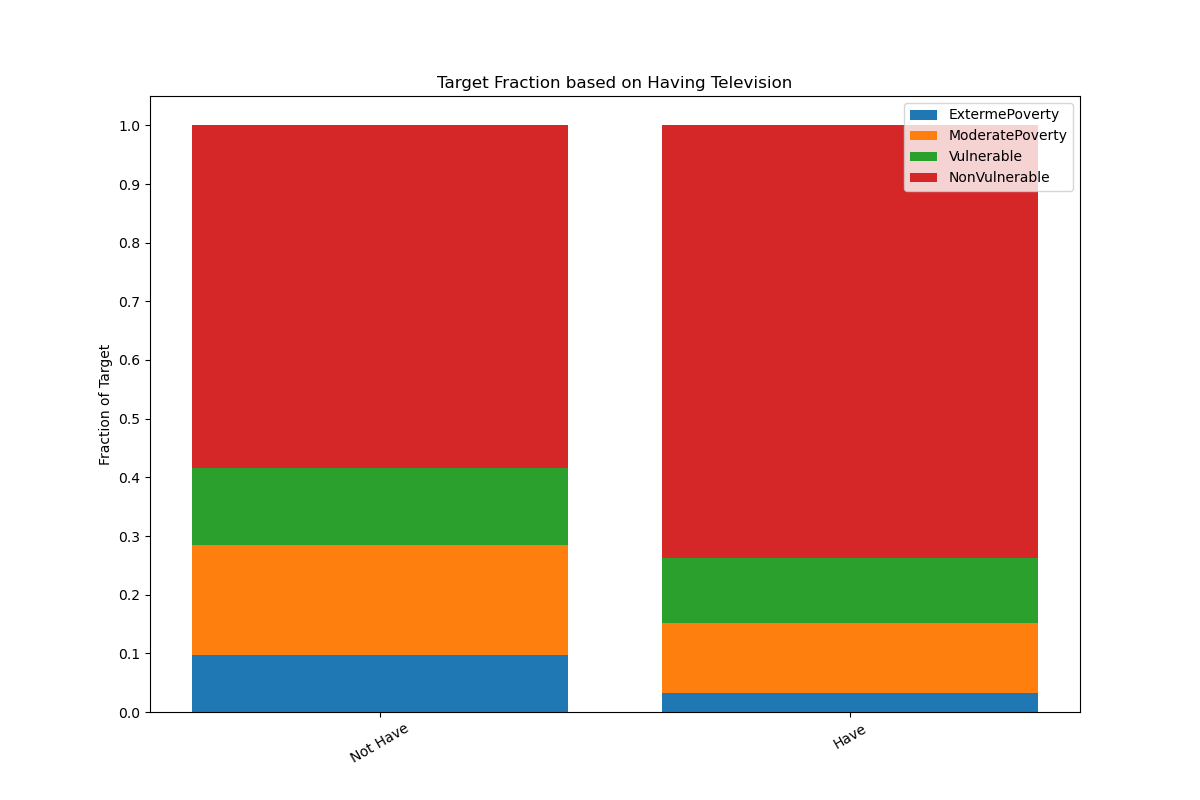 Target Fraction based on Having Television
ExtermePoverty
ModeratePoverty
Vulnerable
NonVulnerable
Fraction of Target
1.0
0.9
0.8
0.7
0.6
0.5
0.4
0.3
0.2
0.1
0.0
Not Have
Have